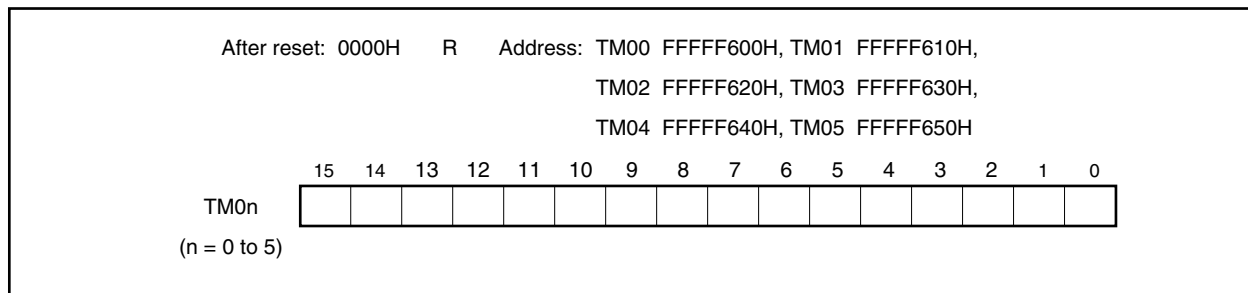 After reset: 0000H R Address: TM00 FFFFF600H, TM01 FFFFF610H,
TM02 FFFFF620H, TM03 FFFFF630H,
TM04 FFFFF640H, TM05 FFFFF650H
15 14 13 12 11 10 9 8 7 6 5 4 3 2 1 0
TM0n
(n = 0 to 5)